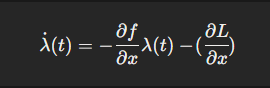 λ̇(t) = −∂f/∂x λ(t) − (∂L/∂x)